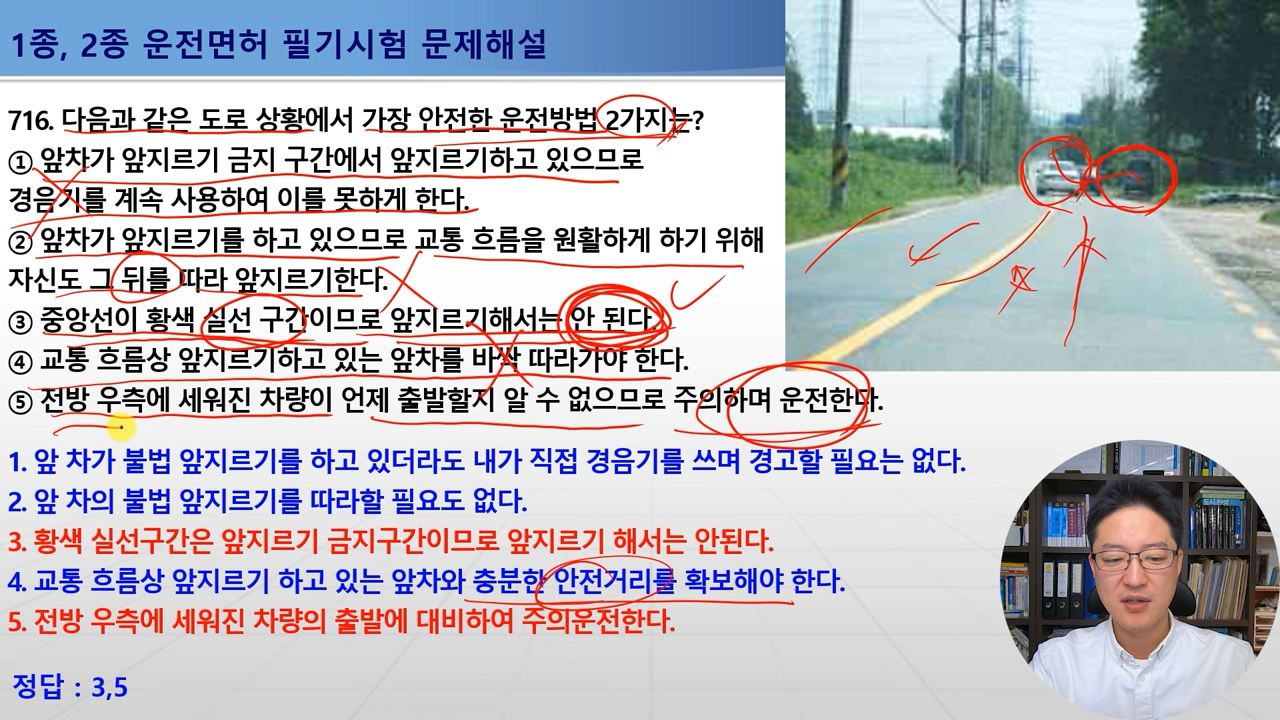 1종, 2종 운전면허 필기시험 문제해설
716. 다음과 같은 도로 상황에서 가장 안전한 운전방법 2가지는?
① 앞차가 앞지르기 금지 구간에서 앞지르기하고 있으므로
경음기를 계속 사용하여 이를 못하게 한다.
② 앞차가 앞지르기를 하고 있으므로 교통 흐름을 원활하게 하기 위해
자신도 그 뒤를 따라 앞지르기한다.
③ 중앙선이 황색 실선 구간이므로 앞지르기해서는 안 된다.
④ 교통 흐름상 앞지르기하고 있는 앞차를 바싹 따라가야 한다.
⑤ 전방 우측에 세워진 차량이 언제 출발할지 알 수 없으므로 주의하며 운전한다.
1. 앞 차가 불법 앞지르기를 하고 있더라도 내가 직접 경음기를 쓰며 경고할 필요는 없다.
2. 앞 차의 불법 앞지르기를 따라할 필요도 없다.
3. 황색 실선구간은 앞지르기 금지구간이므로 앞지르기 해서는 안된다.
4. 교통 흐름상 앞지르기 하고 있는 앞차와 충분한 안전거리를 확보해야 한다.
5. 전방 우측에 세워진 차량의 출발에 대비하여 주의운전한다.
정답 : 3,5